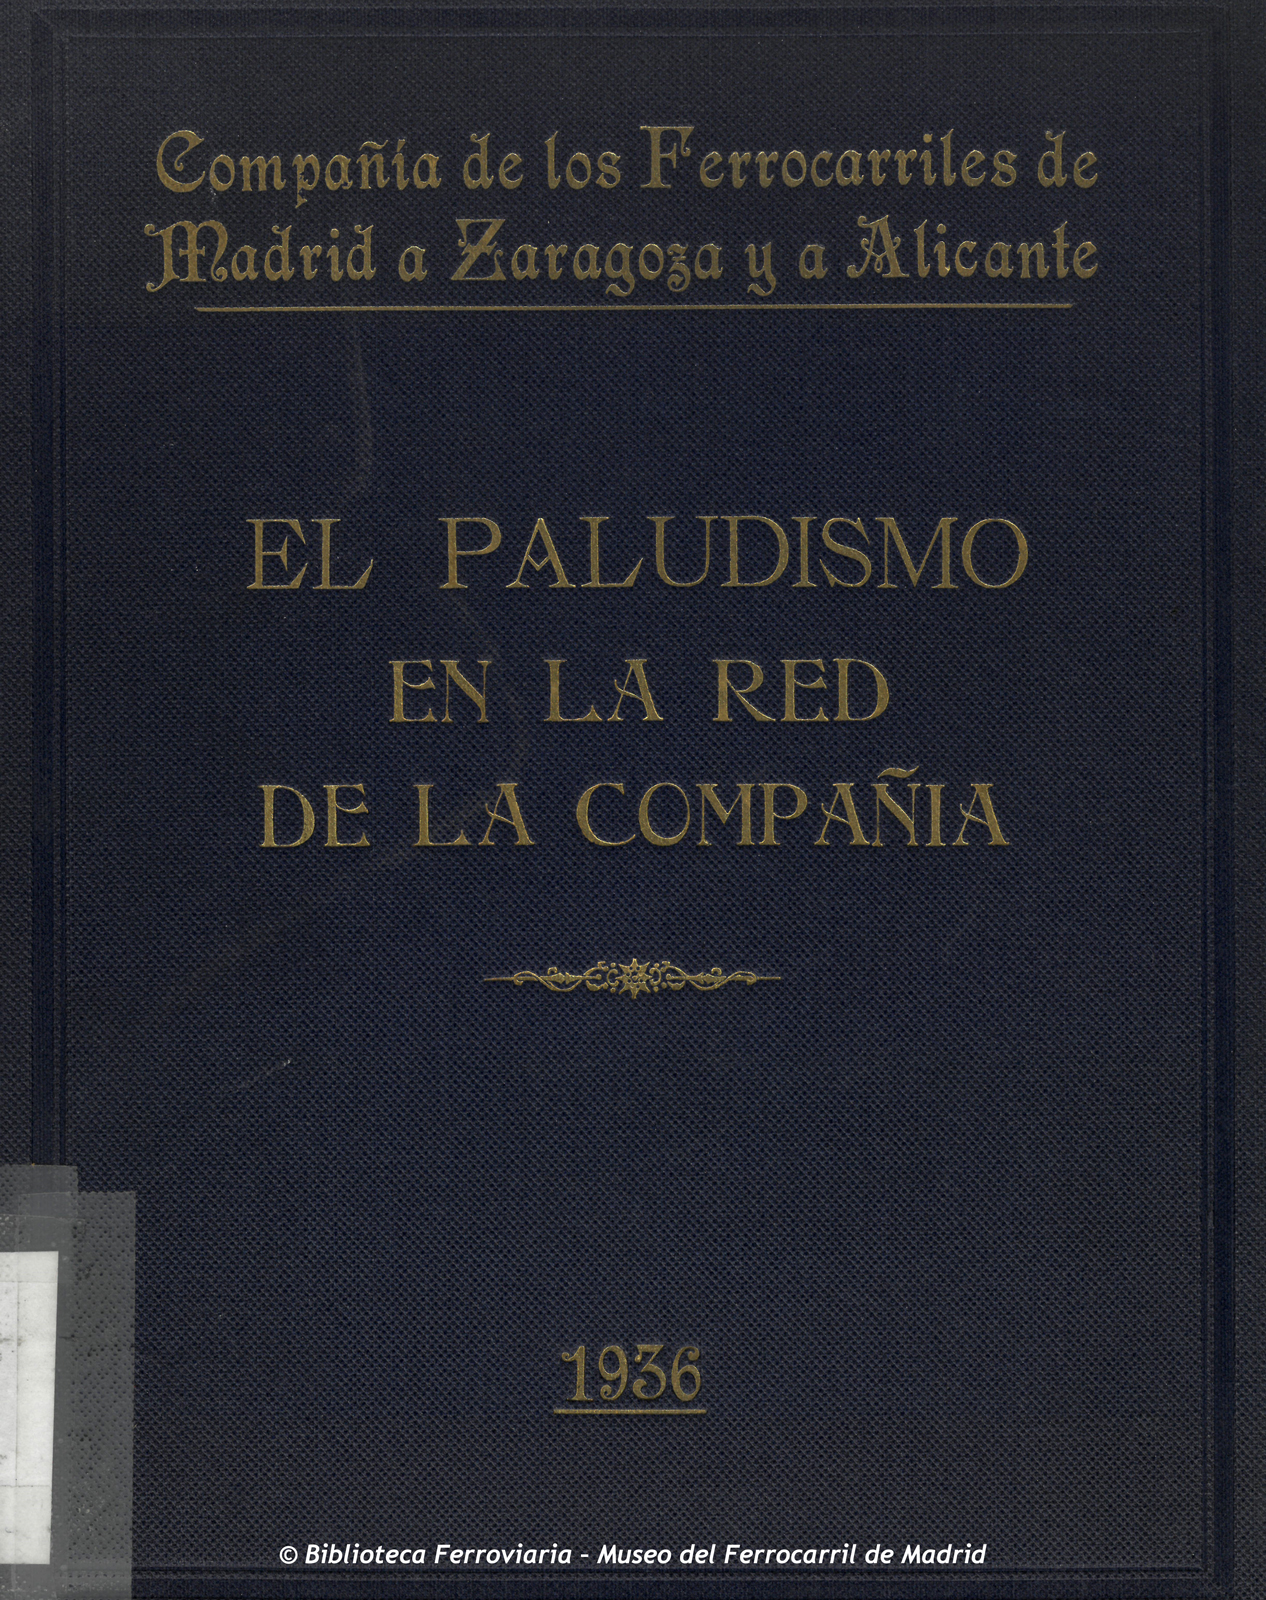 Compañía de los Ferrocarriles de
Madrid a Zaragoza y a Alicante
EL PALUDISMO
EN LA RED
DE LA COMPAÑIA
1936
© Biblioteca Ferroviaria – Museo del Ferrocarril de Madrid